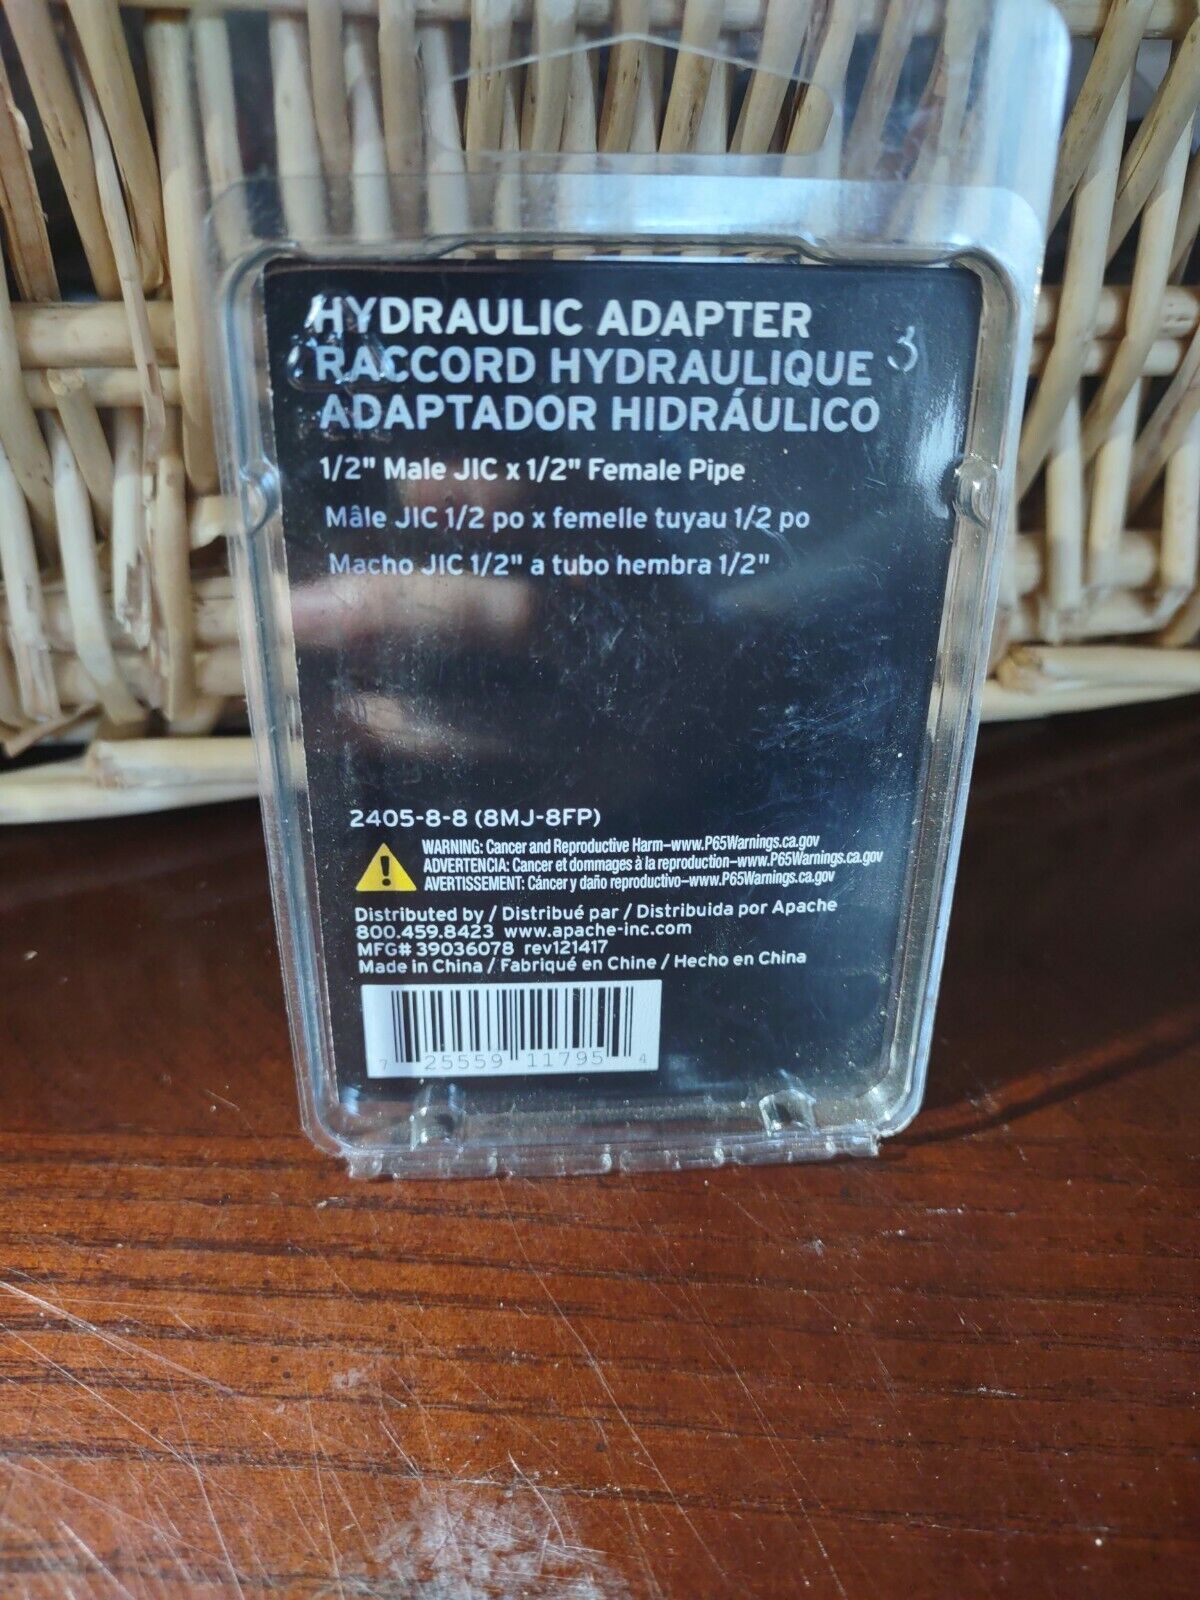 HYDRAULIC ADAPTER
RACCORD HYDRAULIQUE
3
ADAPTADOR HIDRÁULICO
1/2" Male JIC x 1/2" Female Pipe
Mâle JIC 1/2 po x femelle tuyau 1/2 po
Macho JIC 1/2" a tubo hembra 1/2"
2405-8-8 (8MJ-8FP)
WARNING: Cancer and Reproductive Harm–www.P65Warnings.ca.gov
ADVERTENCIA: Cancer et dommages à la reproduction–www.P65Warnings.ca.gov
AVERTISSEMENT: Cáncer y daño reproductivo–www.P65Warnings.ca.gov
Distributed by / Distribué par / Distribuida por Apache
800.459.8423 www.apache-inc.com
MFG# 39036078 rev121417
Made in China / Fabriqué en Chine / Hecho en China
7 25559 11795 4